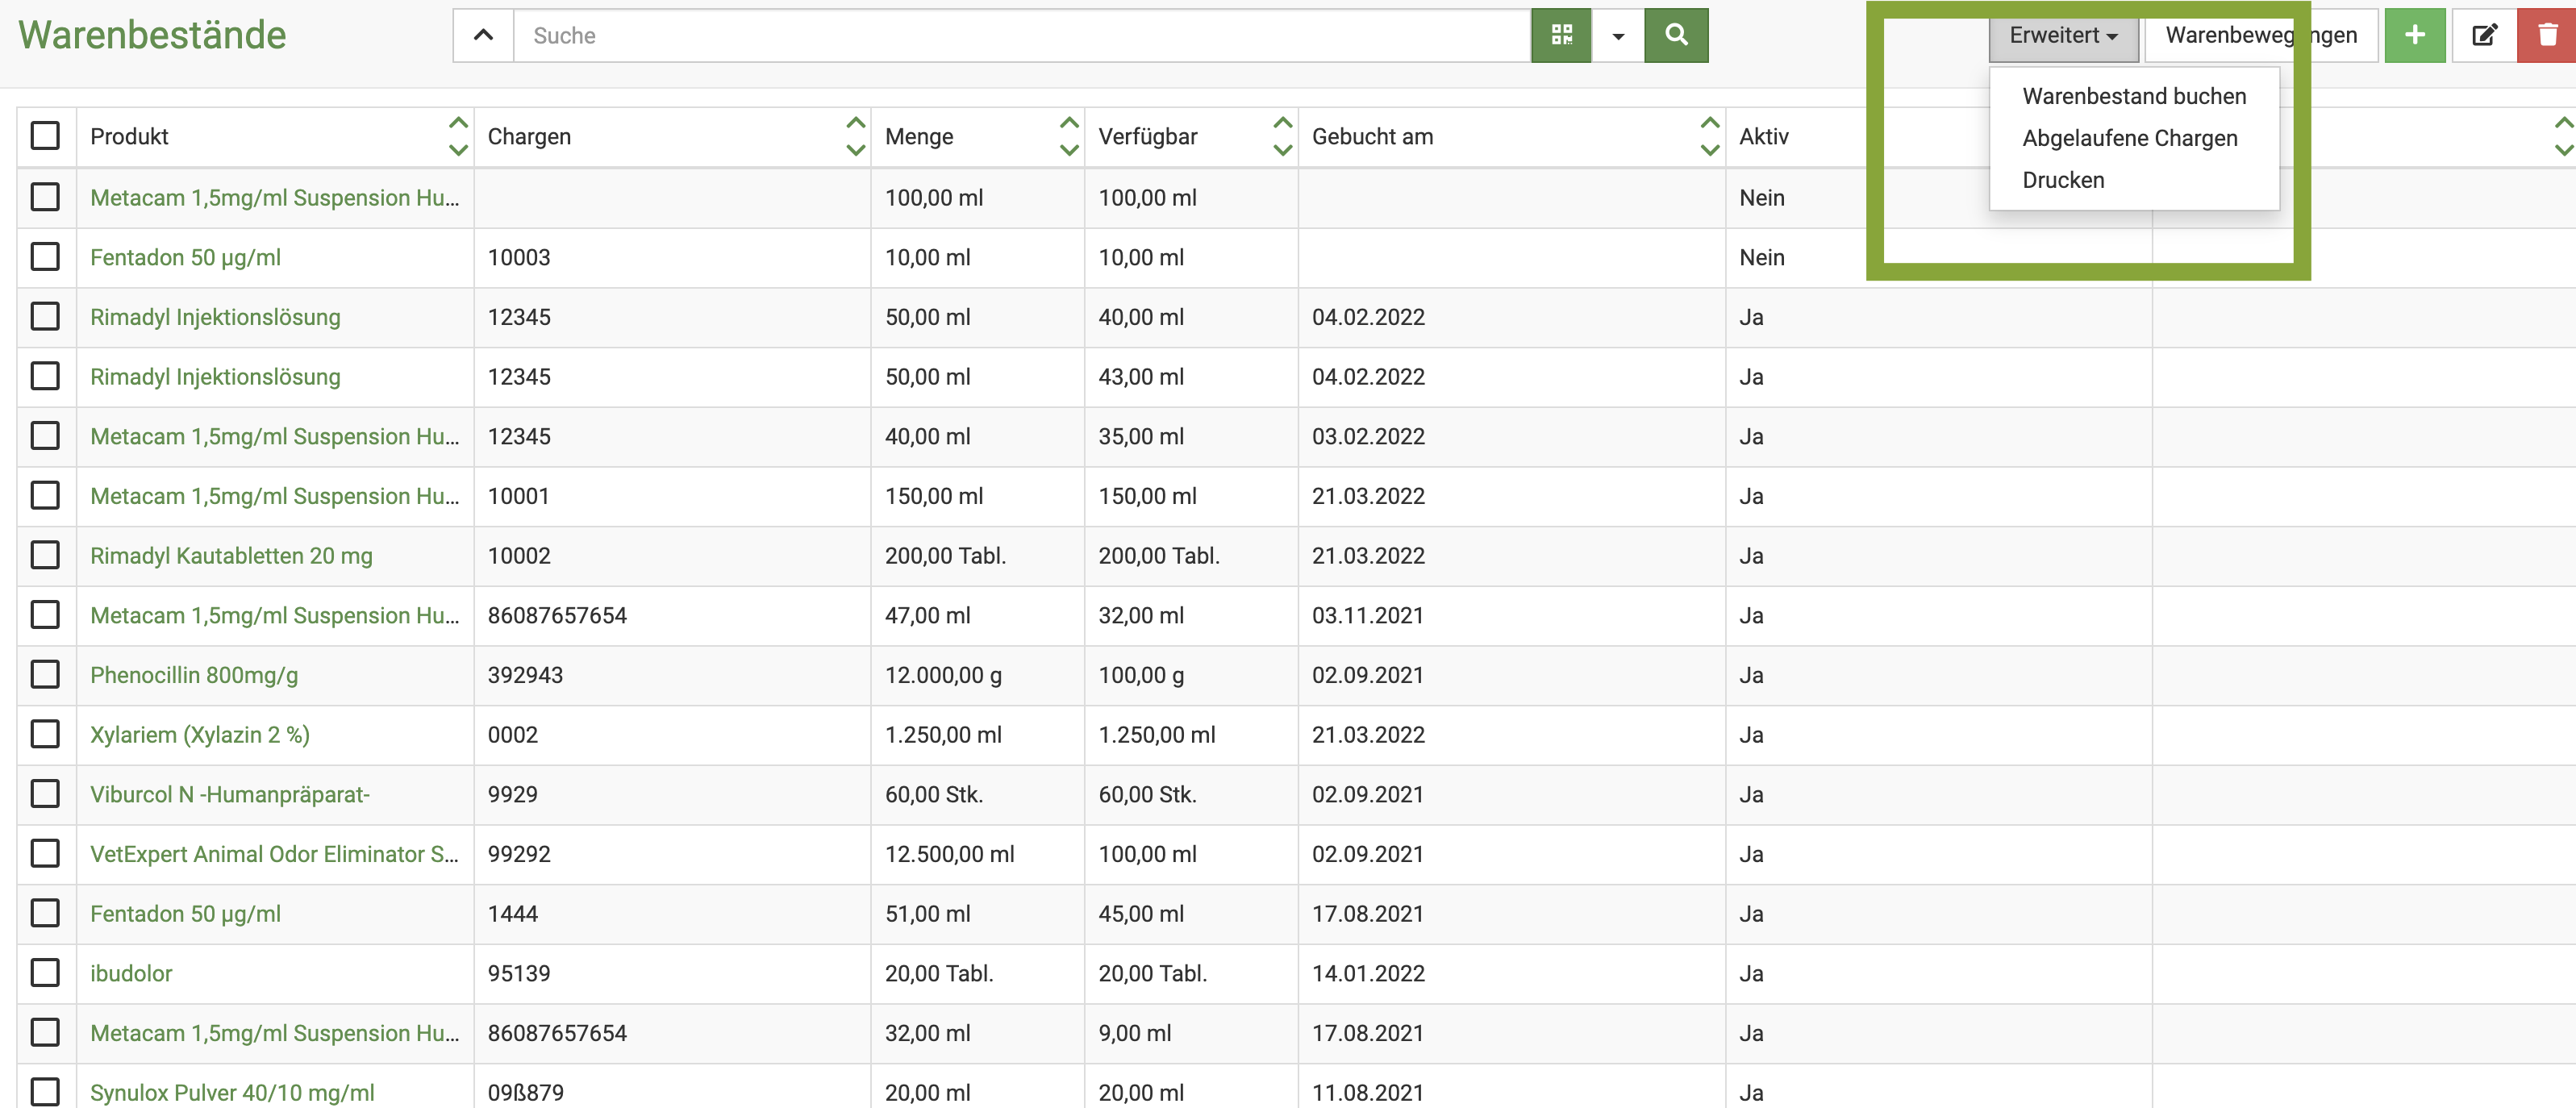 Warenbestände Suche Erweitert Warenbewegungen
Warenbestand buchen
Abgelaufene Chargen
Drucken
Produkt Chargen Menge Verfügbar Gebucht am Aktiv
Metacam 1,5mg/ml Suspension Hu... 100,00 ml 100,00 ml Nein
Fentadon 50 µg/ml 10003 10,00 ml 10,00 ml Nein
Rimadyl Injektionslösung 12345 50,00 ml 40,00 ml 04.02.2022 Ja
Rimadyl Injektionslösung 12345 50,00 ml 43,00 ml 04.02.2022 Ja
Metacam 1,5mg/ml Suspension Hu... 12345 40,00 ml 35,00 ml 03.02.2022 Ja
Metacam 1,5mg/ml Suspension Hu... 10001 150,00 ml 150,00 ml 21.03.2022 Ja
Rimadyl Kautabletten 20 mg 10002 200,00 Tabl. 200,00 Tabl. 21.03.2022 Ja
Metacam 1,5mg/ml Suspension Hu... 86087657654 47,00 ml 32,00 ml 03.11.2021 Ja
Phenocillin 800mg/g 392943 12.000,00 g 100,00 g 02.09.2021 Ja
Xylariem (Xylazin 2 %) 0002 1.250,00 ml 1.250,00 ml 21.03.2022 Ja
Viburcol N -Humanpräparat- 9929 60,00 Stk. 60,00 Stk. 02.09.2021 Ja
VetExpert Animal Odor Eliminator S... 99292 12.500,00 ml 100,00 ml 02.09.2021 Ja
Fentadon 50 µg/ml 1444 51,00 ml 45,00 ml 17.08.2021 Ja
ibudolor 95139 20,00 Tabl. 20,00 Tabl. 14.01.2022 Ja
Metacam 1,5mg/ml Suspension Hu... 86087657654 32,00 ml 9,00 ml 17.08.2021 Ja
Synulox Pulver 40/10 mg/ml 09ß879 20,00 ml 20,00 ml 11.08.2021 Ja